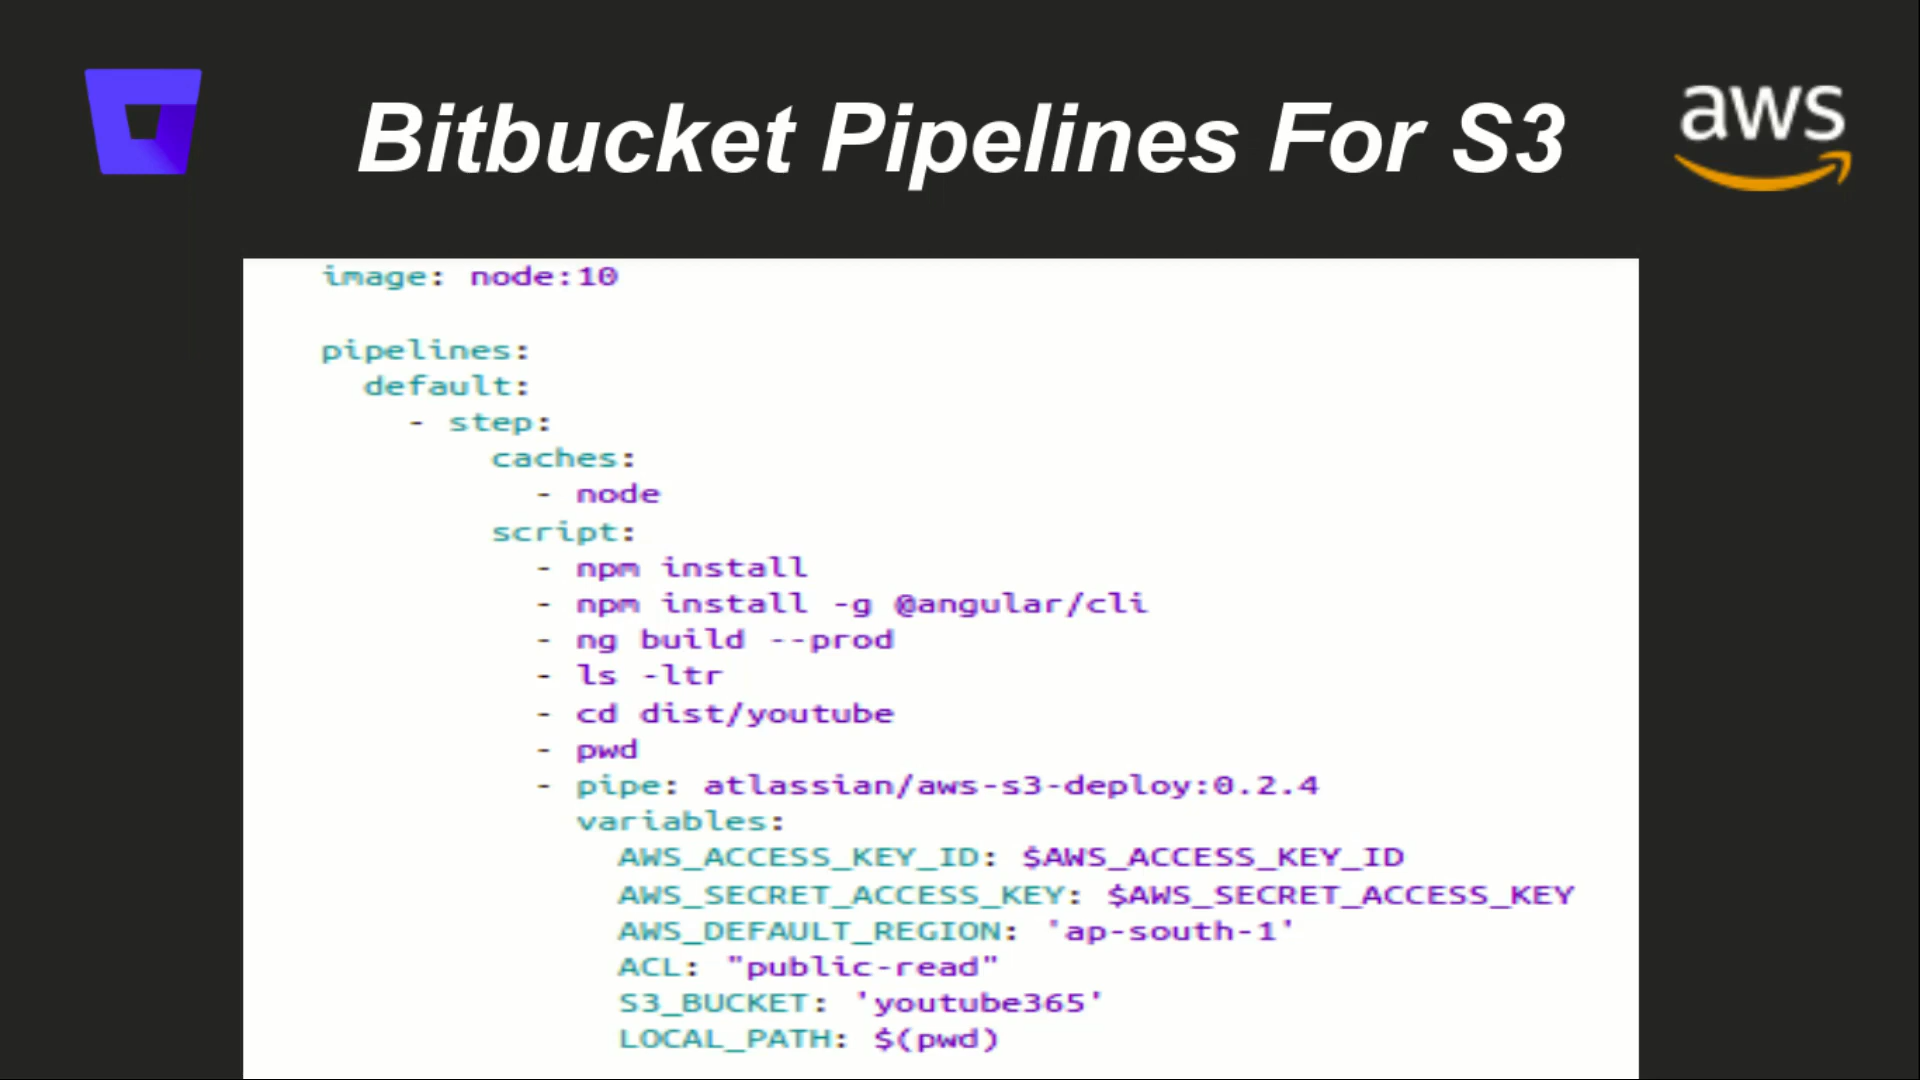 Bitbucket Pipelines For S3
aws
image: node:10
pipelines:
default:
- step:
caches:
- node
script:
- npm install
- npm install -g @angular/cli
- ng build --prod
- ls -ltr
- cd dist/youtube
- pwd
- pipe: atlassian/aws-s3-deploy:0.2.4
variables:
AWS_ACCESS_KEY_ID: $AWS_ACCESS_KEY_ID
AWS_SECRET_ACCESS_KEY: $AWS_SECRET_ACCESS_KEY
AWS_DEFAULT_REGION: 'ap-south-1'
ACL: "public-read"
S3_BUCKET: 'youtube365'
LOCAL_PATH: $(pwd)